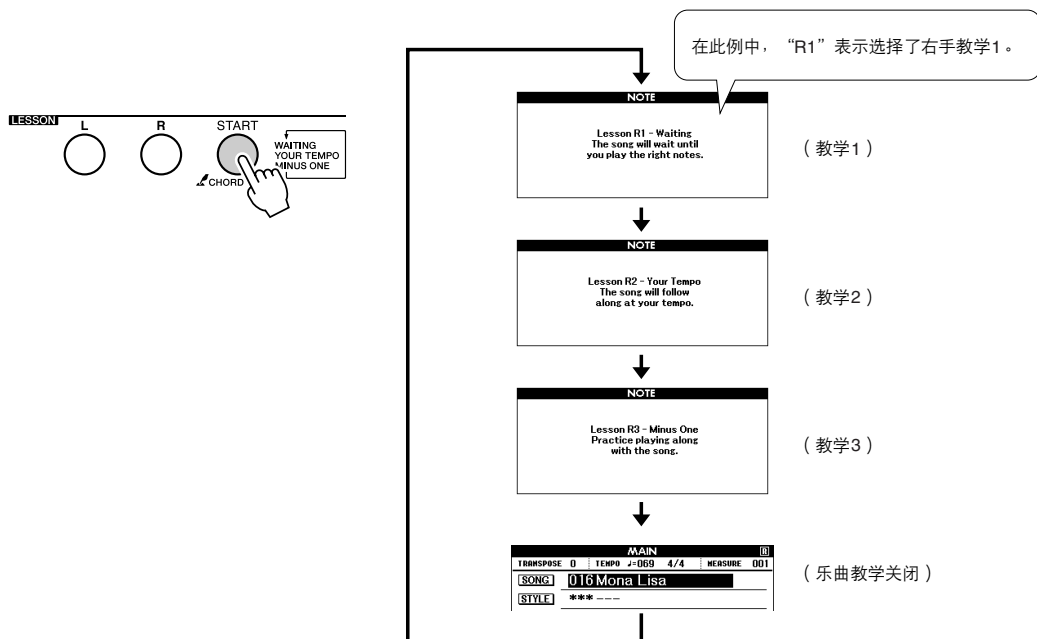 在此例中，“R1”表示选择了右手教学1。
LESSON
L R START
WAITING
YOUR TEMPO
MINUS ONE
CHORD
NOTE
Lesson R1 - Waiting
The song will wait until
you play the right notes.
（教学1）
NOTE
Lesson R2 - Your Tempo
The song will follow
along at your tempo.
（教学2）
NOTE
Lesson R3 - Minus One
Practice playing along
with the song.
（教学3）
MAIN R
TRANSPOSE 0 TEMPO ♩=069 4/4 MEASURE 001
SONG 016 Mona Lisa
STYLE *** ---
（乐曲教学关闭）